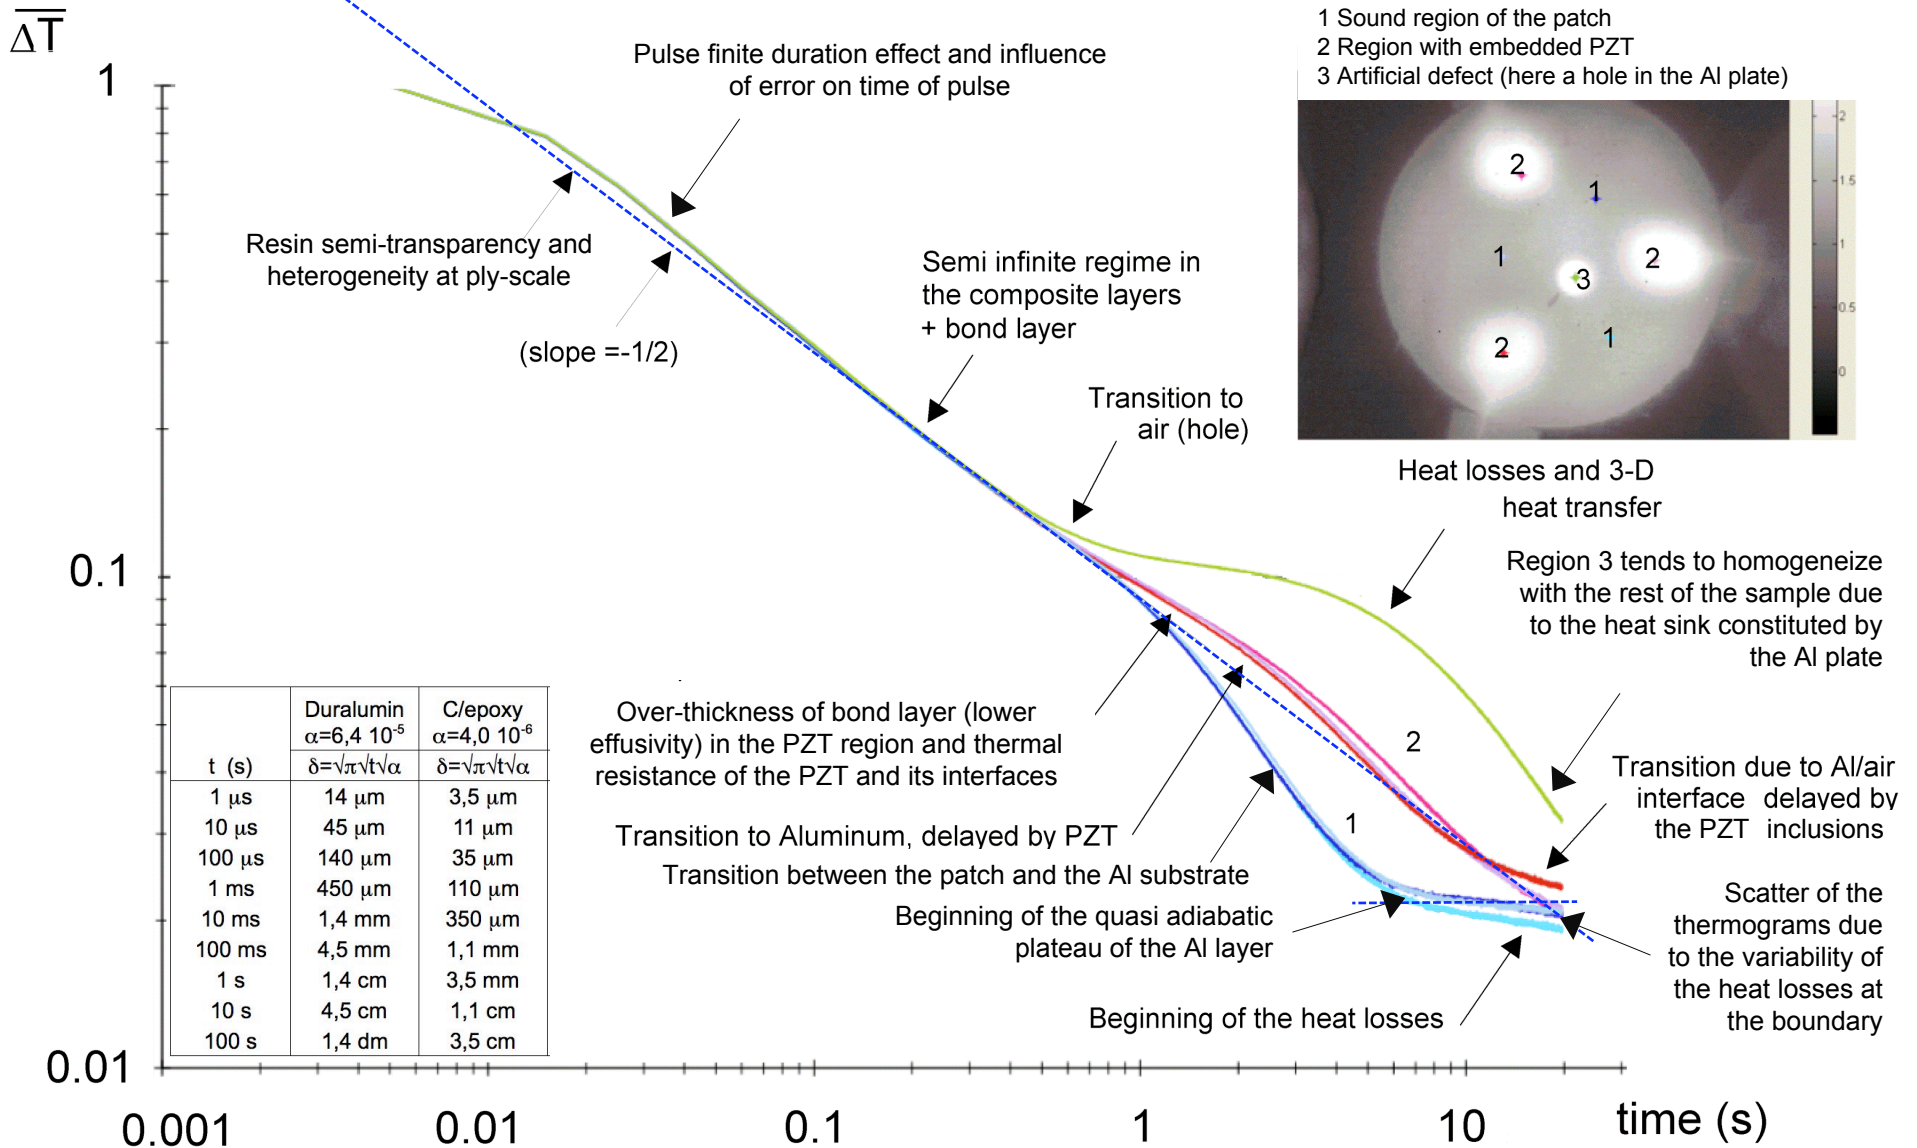 ΔT
1 Sound region of the patch
2 Region with embedded PZT
3 Artificial defect (here a hole in the Al plate)
Pulse finite duration effect and influence
of error on time of pulse
1
2
1.5
1
0.5
0
2
1
1
2
3
1
2
Resin semi-transparency and
heterogeneity at ply-scale
(slope =-1/2)
Semi infinite regime in
the composite layers
+ bond layer
Transition to
air (hole)
Heat losses and 3-D
heat transfer
0.1
Region 3 tends to homogeneize
with the rest of the sample due
to the heat sink constituted by
the Al plate
Over-thickness of bond layer (lower
effusivity) in the PZT region and thermal
resistance of the PZT and its interfaces
2
Transition due to Al/air
interface delayed by
the PZT inclusions
1
Transition to Aluminum, delayed by PZT
Transition between the patch and the Al substrate
Beginning of the quasi adiabatic
plateau of the Al layer
Scatter of the
thermograms due
to the variability of
the heat losses at
the boundary
Beginning of the heat losses
Duralumin C/epoxy
α=6,4 10⁻⁵ α=4,0 10⁻⁶
t (s) δ=√π√t√α δ=√π√t√α
1 μs 14 μm 3,5 μm
10 μs 45 μm 11 μm
100 μs 140 μm 35 μm
1 ms 450 μm 110 μm
10 ms 1,4 mm 350 μm
100 ms 4,5 mm 1,1 mm
1 s 1,4 cm 3,5 mm
10 s 4,5 cm 1,1 cm
100 s 1,4 dm 3,5 cm
0.01
0.001 0.01 0.1 1 10 time (s)